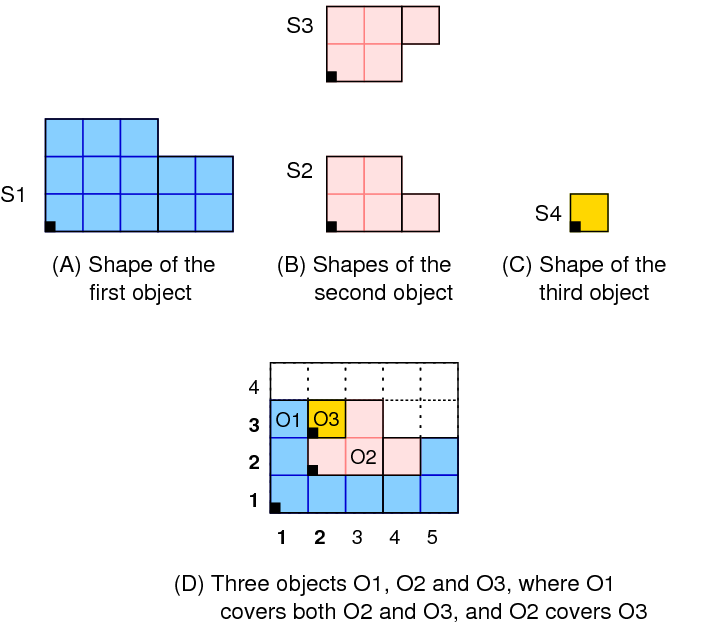 S3
S1
S2
S4
(A) Shape of the
first object
(B) Shapes of the
second object
(C) Shape of the
third object
4
3 O1 O3
2 O2
1
1 2 3 4 5
(D) Three objects O1, O2 and O3, where O1
covers both O2 and O3, and O2 covers O3